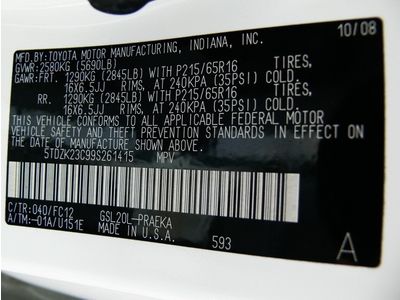 MFD.BY:TOYOTA MOTOR MANUFACTURING, INDIANA, INC. 10/08
GVWR: 2580KG (5690LB)
GAWR:FRT. 1290KG (2845LB) WITH P215/65R16 TIRES,
16X6.5JJ RIMS, AT 240KPA (35PSI) COLD.
RR. 1290KG (2845LB) WITH P215/65R16 TIRES,
16X6.5JJ RIMS, AT 240KPA (35PSI) COLD.
THIS VEHICLE CONFORMS TO ALL APPLICABLE FEDERAL MOTOR
VEHICLE SAFETY, BUMPER, AND THEFT PREVENTION STANDARDS IN EFFECT
ON THE DATE OF MANUFACTURE SHOWN ABOVE.
5TDZK23C99S261415 MPV
C/TR:040/FC12 GSL20L-PRAEKA
A/TM:-01A/U151E MADE IN U.S.A.
593 A